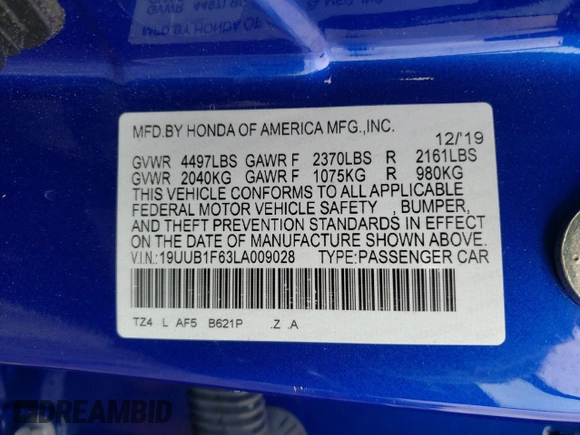 MFD.BY HONDA OF AMERICA MFG.,INC.
12/'19
GVWR 4497LBS GAWR F 2370LBS R 2161LBS
GVWR 2040KG GAWR F 1075KG R 980KG
THIS VEHICLE CONFORMS TO ALL APPLICABLE
FEDERAL MOTOR VEHICLE SAFETY , BUMPER,
AND THEFT PREVENTION STANDARDS IN EFFECT
ON THE DATE OF MANUFACTURE SHOWN ABOVE.
V.I.N.:19UUB1F63LA009028 TYPE:PASSENGER CAR
TZ4 L AF5 B621P .Z .A
DREAMBID